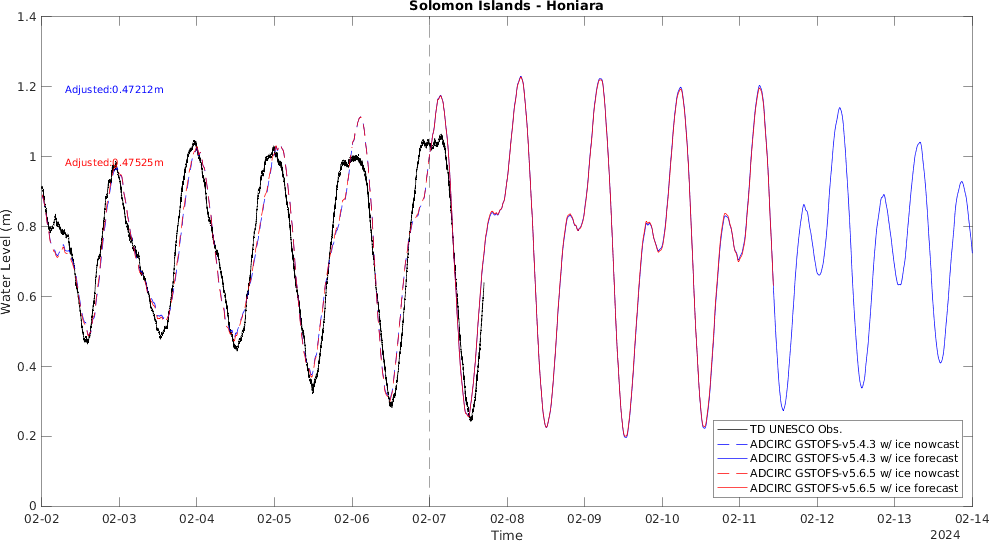 Solomon Islands - Honiara
1.4
1.2
1
0.8
0.6
0.4
0.2
0
Water Level (m)
Adjusted:0.47212m
Adjusted:0.47525m
TD UNESCO Obs.
ADCIRC GSTOFS-v5.4.3 w/ ice nowcast
ADCIRC GSTOFS-v5.4.3 w/ ice forecast
ADCIRC GSTOFS-v5.6.5 w/ ice nowcast
ADCIRC GSTOFS-v5.6.5 w/ ice forecast
02-02 02-03 02-04 02-05 02-06 02-07 02-08 02-09 02-10 02-11 02-12 02-13 02-14
Time
2024